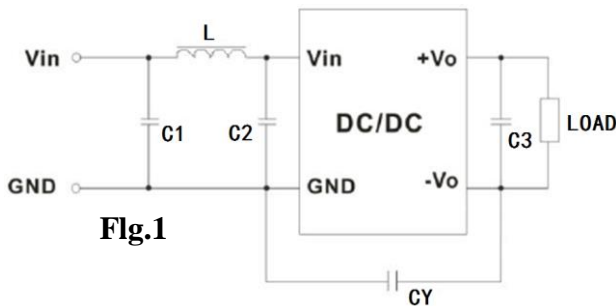 L
Vin
Vin
+Vo
C1
C2
DC/DC
C3
LOAD
GND
GND
-Vo
Flg.1
CY